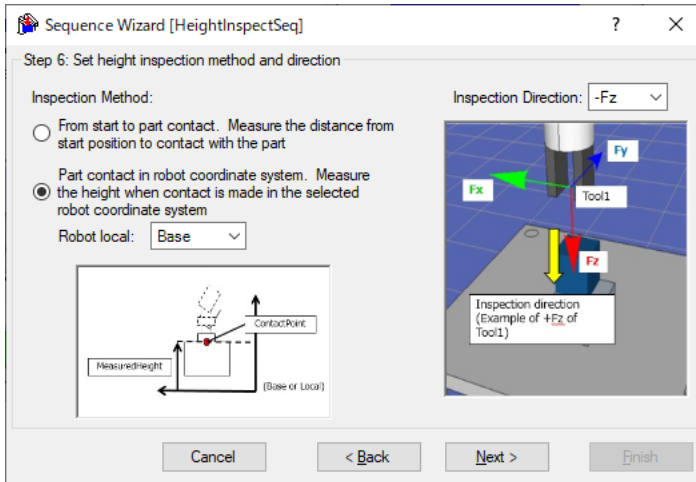 Sequence Wizard [HeightInspectSeq]
? ×
Step 6: Set height inspection method and direction
Inspection Method:
From start to part contact. Measure the distance from
start position to contact with the part
Part contact in robot coordinate system. Measure
the height when contact is made in the selected
robot coordinate system
Robot local: Base
ContactPoint
MeasuredHeight
(Base or Local)
Inspection Direction: -Fz
Fy
Fx
Tool1
Fz
Inspection direction
(Example of +Fz of
Tool1)
Cancel < Back Next > Finish